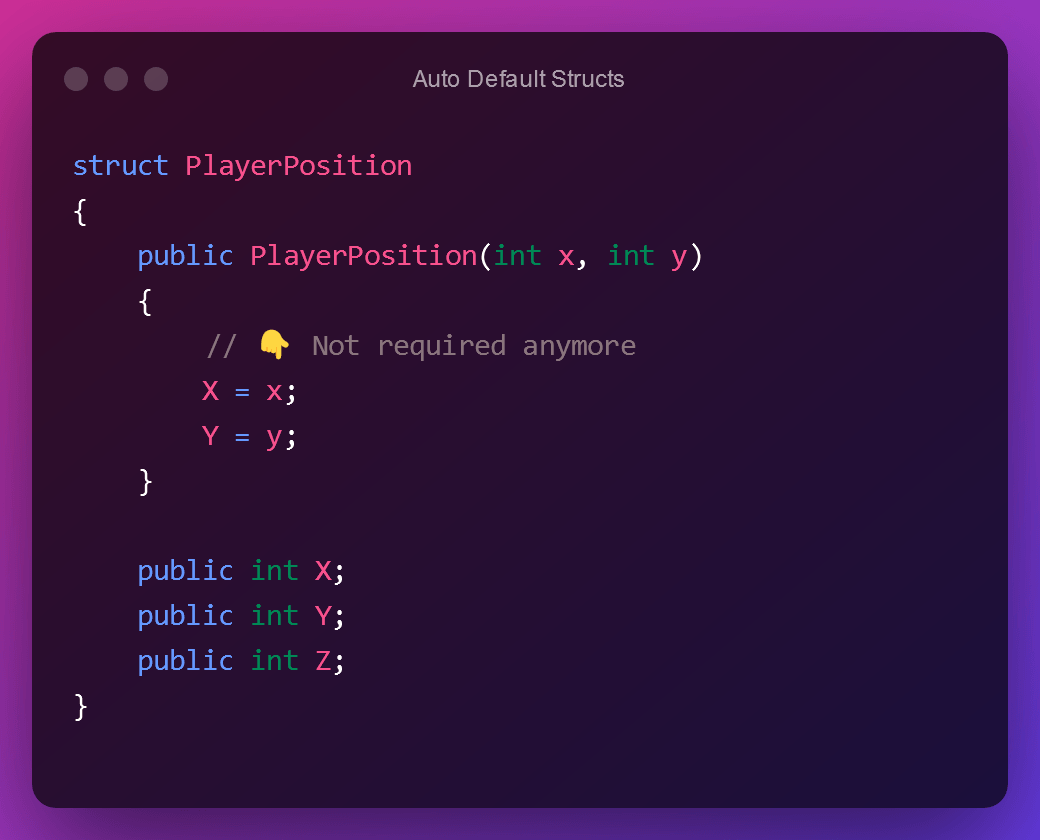 Auto Default Structs
struct PlayerPosition
{
    public PlayerPosition(int x, int y)
    {
        // 👇 Not required anymore
        X = x;
        Y = y;
    }

    public int X;
    public int Y;
    public int Z;
}